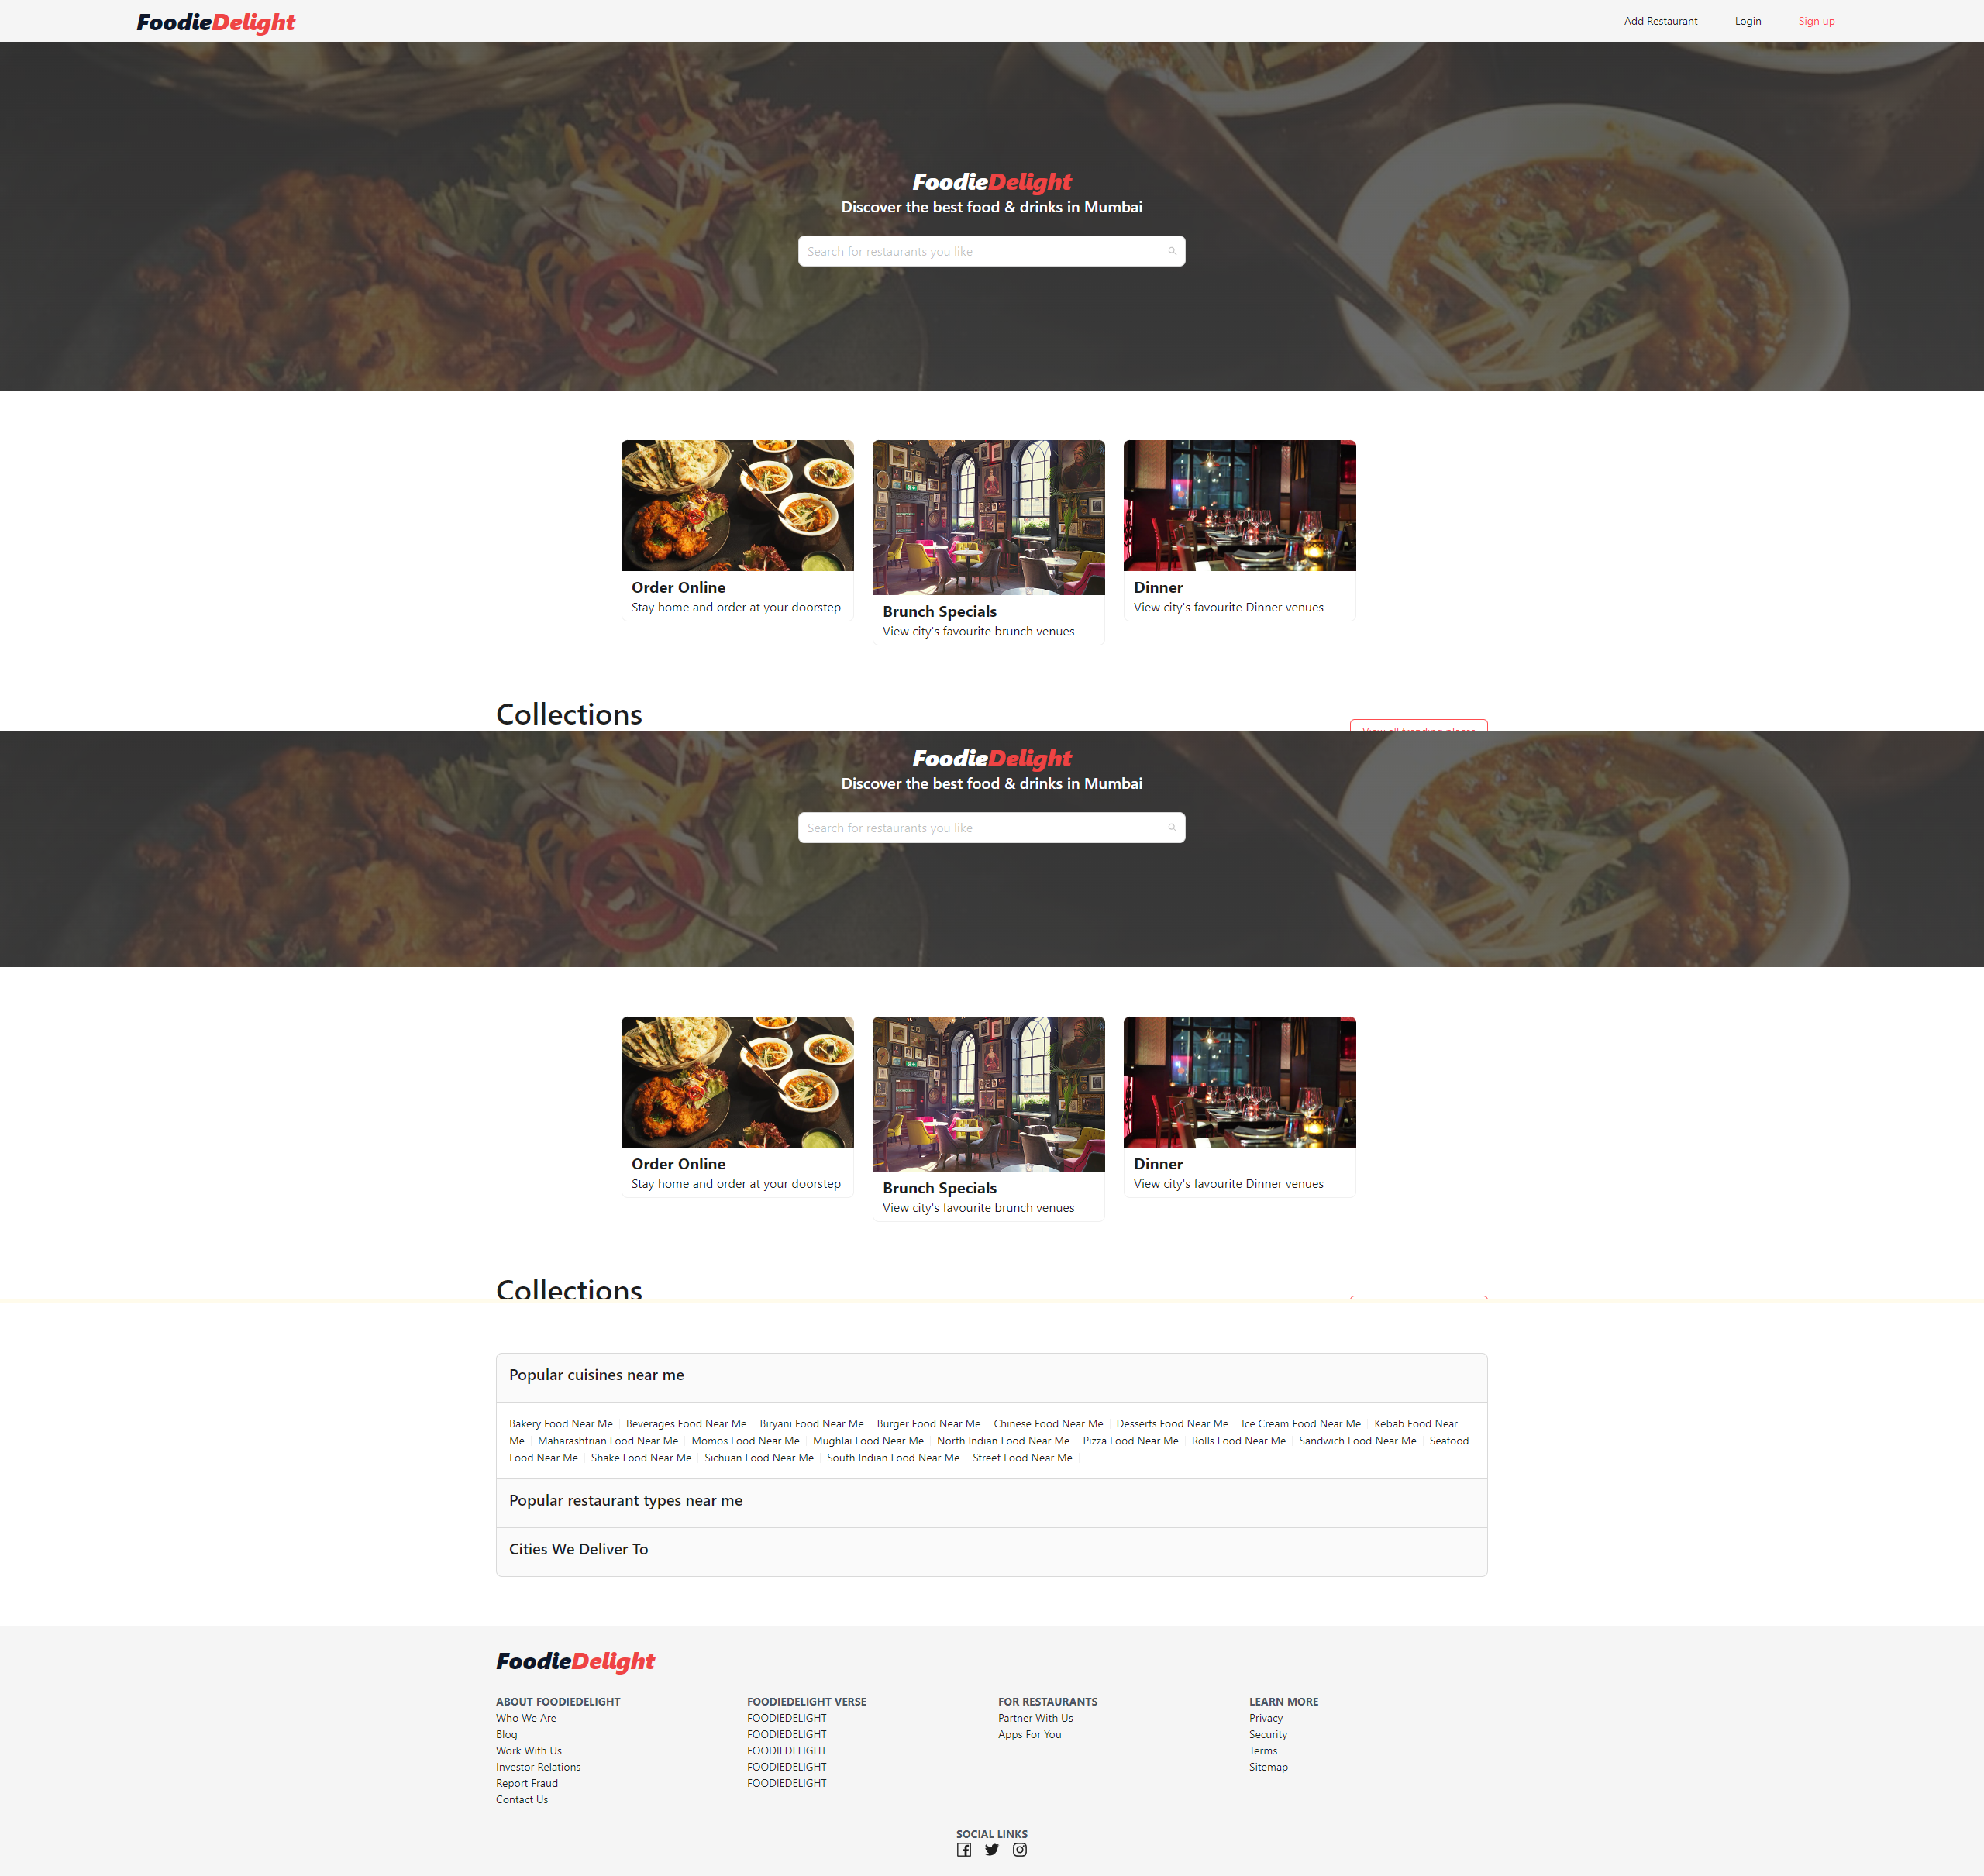 FoodieDelight
Add Restaurant Login Sign up
FoodieDelight
Discover the best food & drinks in Mumbai
Search for restaurants you like
Order Online
Stay home and order at your doorstep
Brunch Specials
View city's favourite brunch venues
Dinner
View city's favourite Dinner venues
Collections
View all trending places
FoodieDelight
Discover the best food & drinks in Mumbai
Search for restaurants you like
Order Online
Stay home and order at your doorstep
Brunch Specials
View city's favourite brunch venues
Dinner
View city's favourite Dinner venues
Collections
Popular cuisines near me
Bakery Food Near Me Beverages Food Near Me Biryani Food Near Me Burger Food Near Me Chinese Food Near Me Desserts Food Near Me Ice Cream Food Near Me Kebab Food Near
Me Maharashtrian Food Near Me Momos Food Near Me Mughlai Food Near Me North Indian Food Near Me Pizza Food Near Me Rolls Food Near Me Sandwich Food Near Me Seafood
Food Near Me Shake Food Near Me Sichuan Food Near Me South Indian Food Near Me Street Food Near Me
Popular restaurant types near me
Cities We Deliver To
FoodieDelight
ABOUT FOODIEDELIGHT
Who We Are
Blog
Work With Us
Investor Relations
Report Fraud
Contact Us
FOODIEDELIGHT VERSE
FOODIEDELIGHT
FOODIEDELIGHT
FOODIEDELIGHT
FOODIEDELIGHT
FOODIEDELIGHT
FOR RESTAURANTS
Partner With Us
Apps For You
LEARN MORE
Privacy
Security
Terms
Sitemap
SOCIAL LINKS